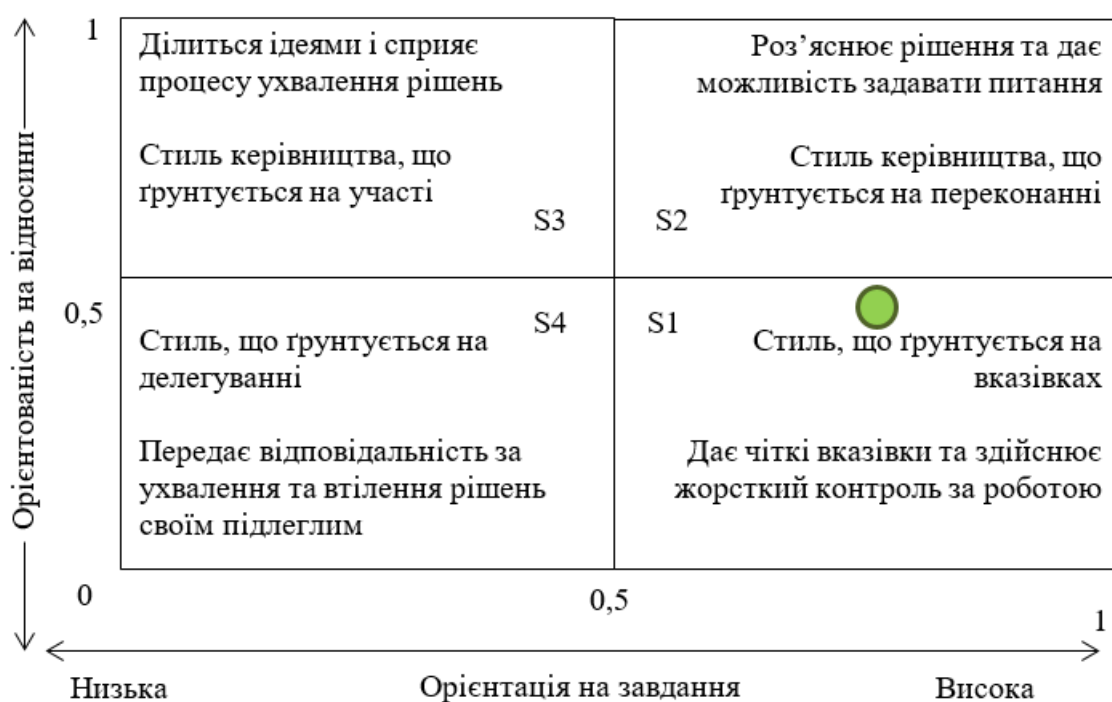 1
Ділиться ідеями і сприяє
процесу ухвалення рішень
Стиль керівництва, що
ґрунтується на участі
S3
Роз’яснює рішення та дає
можливість задавати питання
Стиль керівництва, що
ґрунтується на переконанні
S2
Орієнтованість на відносини
0,5
S4
Стиль, що ґрунтується на
делегуванні
Передає відповідальність за
ухвалення та втілення рішень
своїм підлеглим
S1
Стиль, що ґрунтується на
вказівках
Дає чіткі вказівки та здійснює
жорсткий контроль за роботою
0
0,5
1
Низька
Орієнтація на завдання
Висока